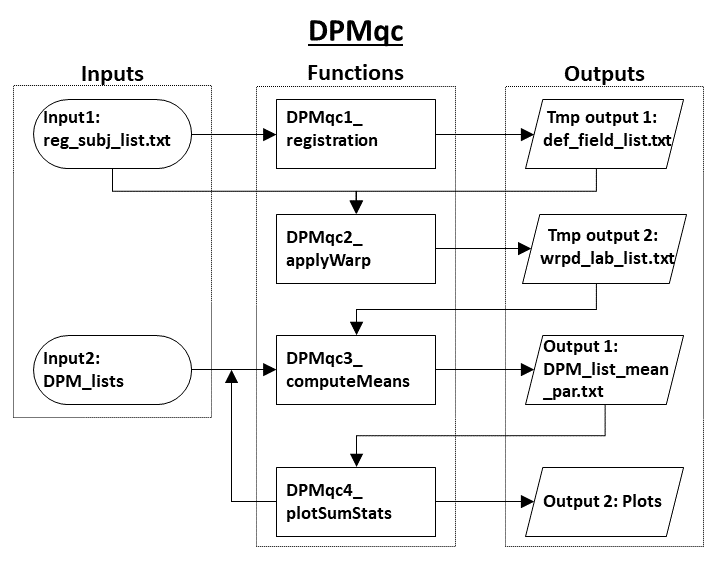 DPMqc
Inputs
Functions
Outputs
Input1:
reg_subj_list.txt
DPMqc1_
registration
Tmp output 1:
def_field_list.txt
DPMqc2_
applyWarp
Tmp output 2:
wrpd_lab_list.txt
Input2:
DPM_lists
DPMqc3_
computeMeans
Output 1:
DPM_list_mean
_par.txt
DPMqc4_
plotSumStats
Output 2: Plots